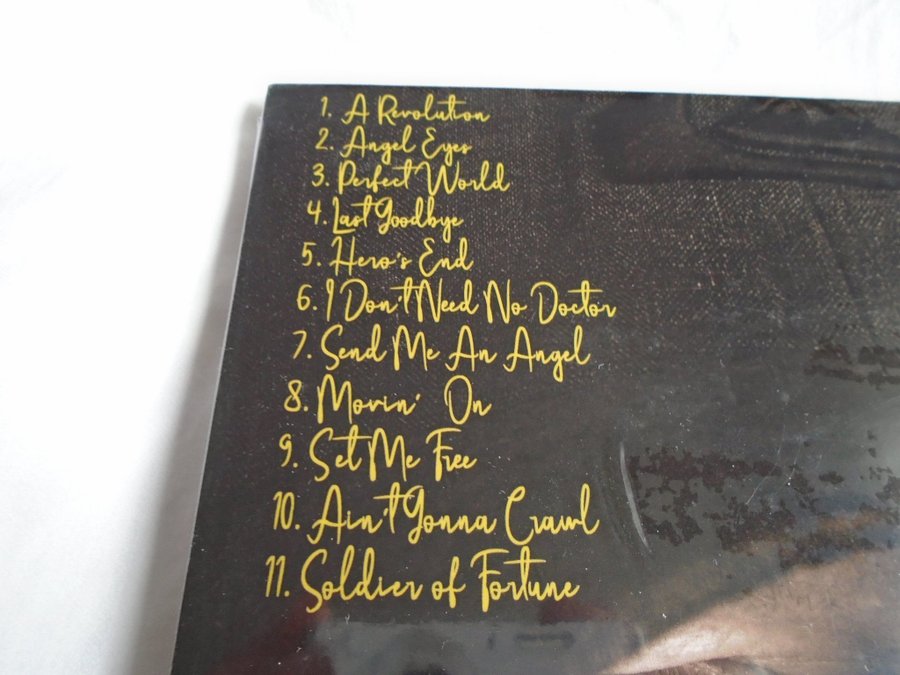 1. A Revolution
2. Angel Eyes
3. Perfect World
4. Last Goodbye
5. Hero's End
6. I Don't Need No Doctor
7. Send Me An Angel
8. Movin' On
9. Set Me Free
10. Ain't Gonna Crawl
11. Soldier of Fortune